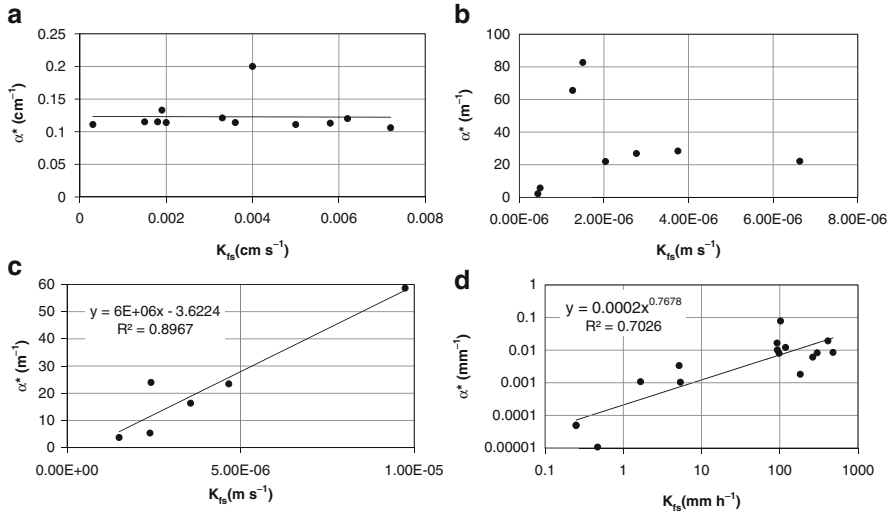 a
0.25
0.2
0.15
0.1
0.05
0
α* (cm⁻¹)
0 0.002 0.004 0.006 0.008
K_fs(cm s⁻¹)
b
100
80
60
40
20
0
α* (m⁻¹)
0.00E-06 2.00E-06 4.00E-06 6.00E-06 8.00E-06
K_fs(m s⁻¹)
c
60
50
40
30
20
10
0
α* (m⁻¹)
y = 6E+06x - 3.6224
R² = 0.8967
0.00E+00 5.00E-06 1.00E-05
K_fs(m s⁻¹)
d
1
0.1
0.01
0.001
0.0001
0.00001
α* (mm⁻¹)
y = 0.0002x^0.7678
R² = 0.7026
0.1 1 10 100 1000
K_fs(mm h⁻¹)